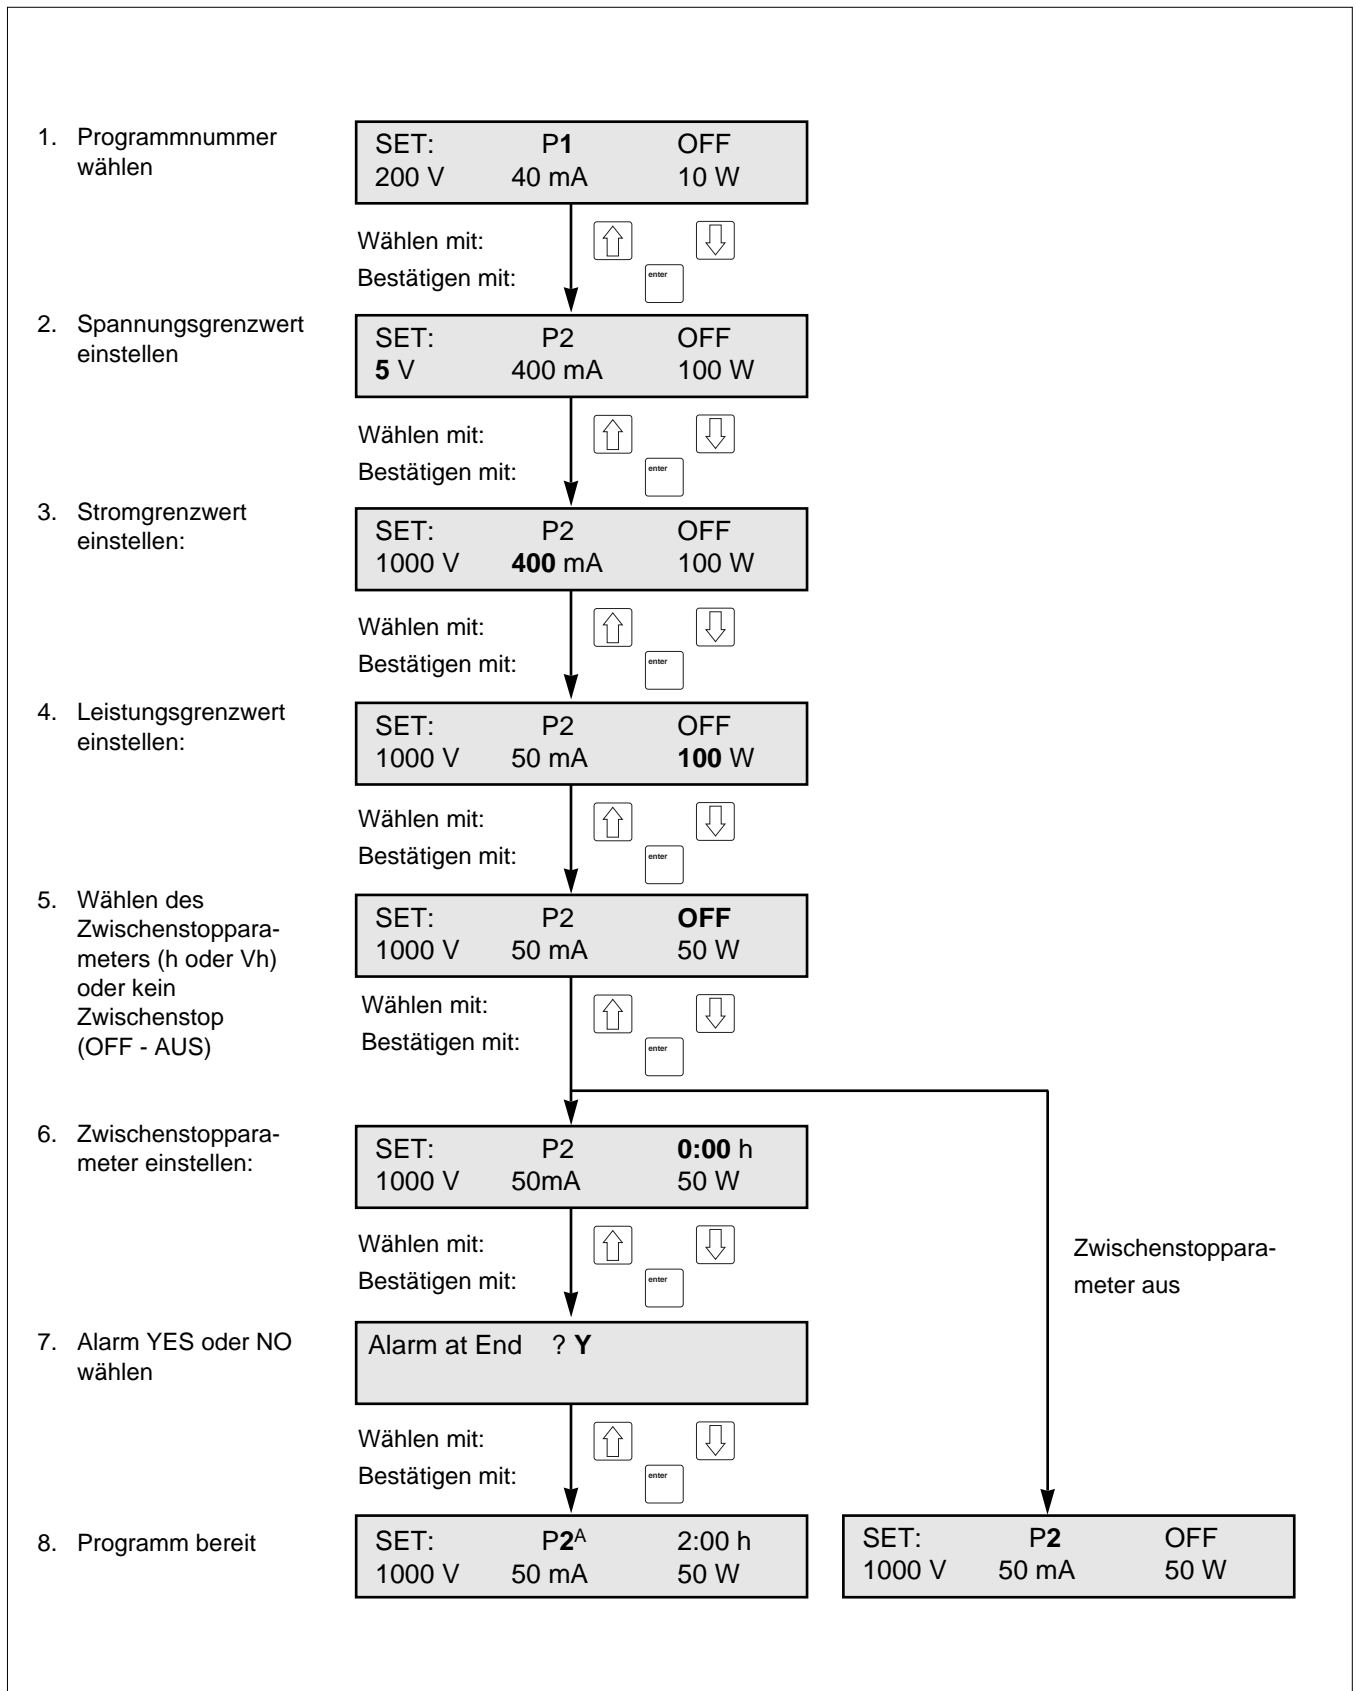 1. Programmnummer
wählen
SET: P1 OFF
200 V 40 mA 10 W
Wählen mit:
Bestätigen mit:
enter
2. Spannungsgrenzwert
einstellen
SET: P2 OFF
5 V 400 mA 100 W
Wählen mit:
Bestätigen mit:
enter
3. Stromgrenzwert
einstellen:
SET: P2 OFF
1000 V 400 mA 100 W
Wählen mit:
Bestätigen mit:
enter
4. Leistungsgrenzwert
einstellen:
SET: P2 OFF
1000 V 50 mA 100 W
Wählen mit:
Bestätigen mit:
enter
5. Wählen des
Zwischenstoppara-
meters (h oder Vh)
oder kein
Zwischenstop
(OFF - AUS)
SET: P2 OFF
1000 V 50 mA 50 W
Wählen mit:
Bestätigen mit:
enter
6. Zwischenstoppara-
meter einstellen:
SET: P2 0:00 h
1000 V 50mA 50 W
Wählen mit:
Bestätigen mit:
enter
Zwischenstoppara-
meter aus
7. Alarm YES oder NO
wählen
Alarm at End ? Y
Wählen mit:
Bestätigen mit:
enter
8. Programm bereit
SET: P2A 2:00 h
1000 V 50 mA 50 W
SET: P2 OFF
1000 V 50 mA 50 W